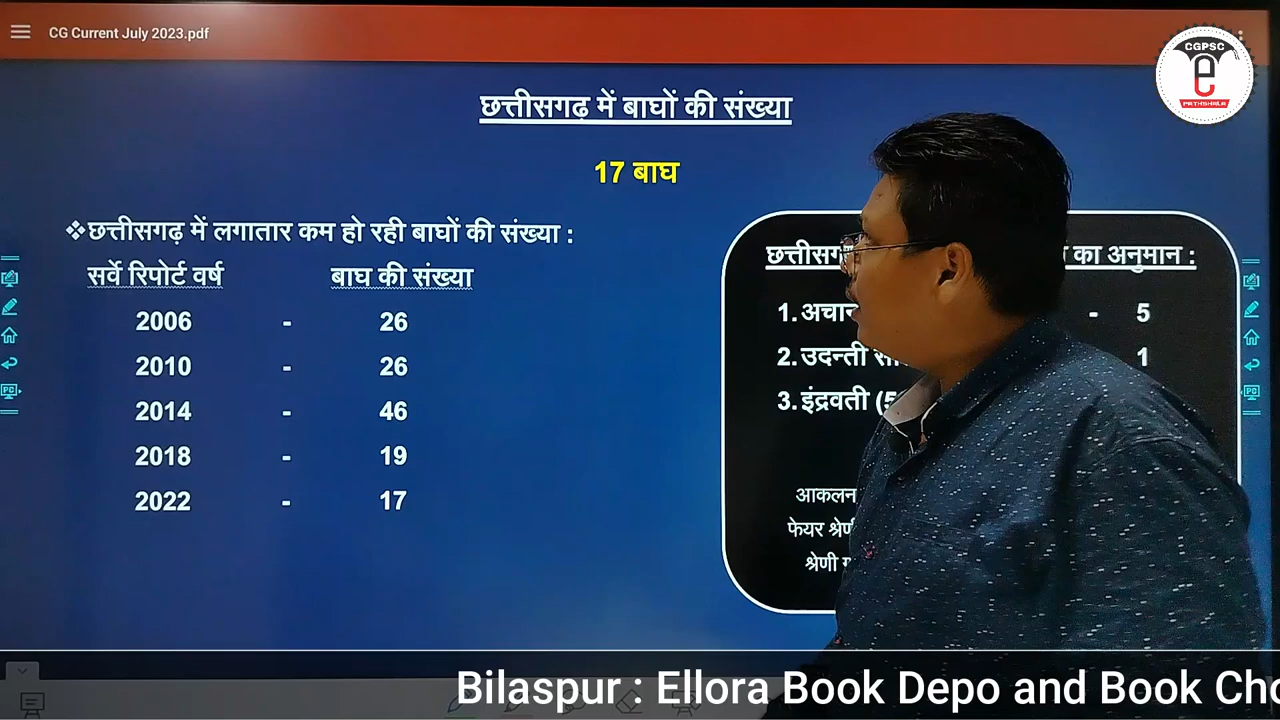 CG Current July 2023.pdf
CGPSC
e
PATHSHALA
छत्तीसगढ़ में बाघों की संख्या
17 बाघ
❖छत्तीसगढ़ में लगातार कम हो रही बाघों की संख्या :
सर्वे रिपोर्ट वर्ष बाघ की संख्या
2006 - 26
2010 - 26
2014 - 46
2018 - 19
2022 - 17
का अनुमान :
1. - 5
2. उदन्ती 1
3. इंद्रवती (5
आकलन
फेयर
श्रेणी
PC
PC
Bilaspur : Ellora Book Depo and Book